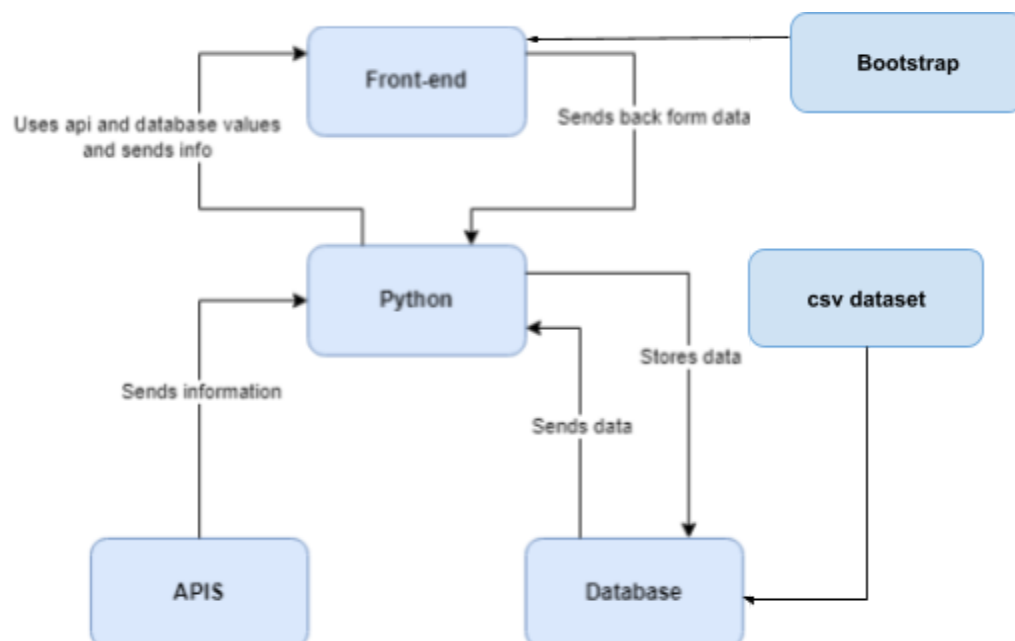 Bootstrap
Front-end
Uses api and database values
and sends info
Sends back form data
Python
csv dataset
Stores data
Sends information
Sends data
APIS
Database